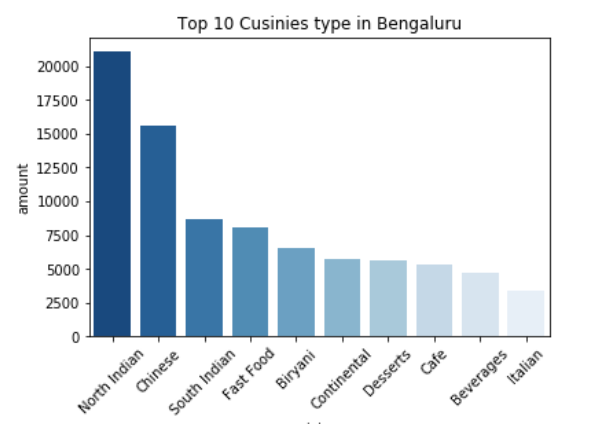 Top 10 Cusinies type in Bengaluru
20000
17500
15000
12500
10000
7500
5000
2500
0
amount
North Indian
Chinese
South Indian
Fast Food
Biryani
Continental
Desserts
Cafe
Beverages
Italian